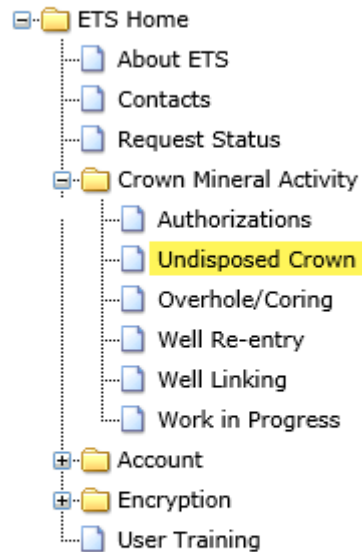 ETS Home
About ETS
Contacts
Request Status
Crown Mineral Activity
Authorizations
Undisposed Crown
Overhole/Coring
Well Re-entry
Well Linking
Work in Progress
Account
Encryption
User Training